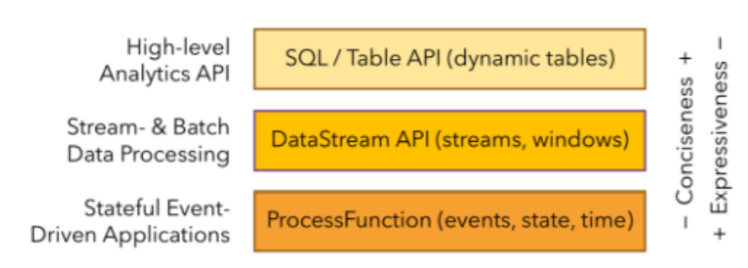 High-level
Analytics API
SQL / Table API (dynamic tables)
Stream- & Batch
Data Processing
DataStream API (streams, windows)
Stateful Event-
Driven Applications
ProcessFunction (events, state, time)
− Conciseness +
+ Expressiveness −